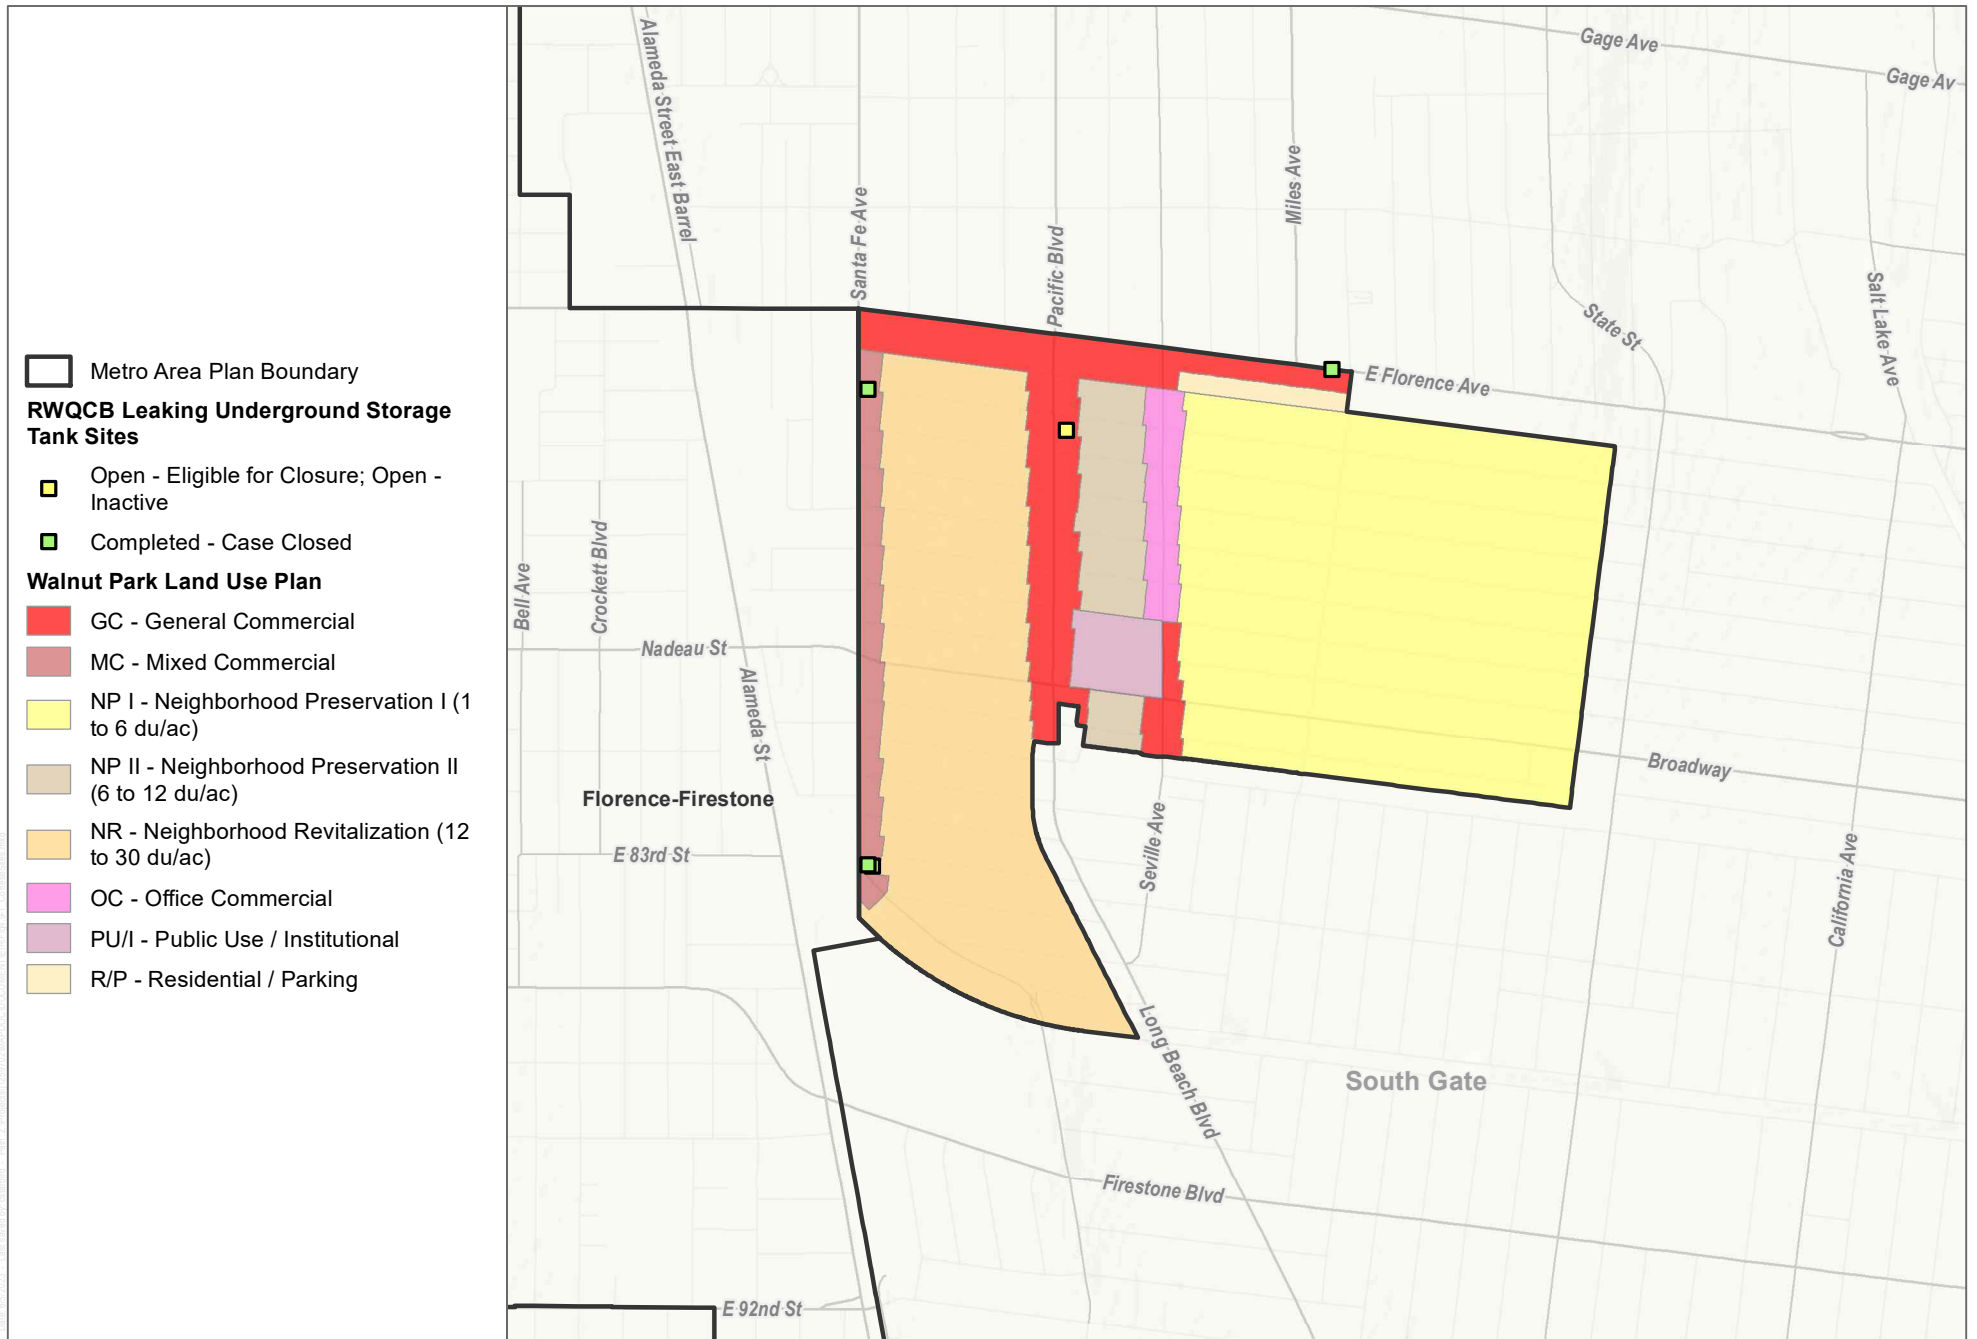 Metro Area Plan Boundary
RWQCB Leaking Underground Storage
Tank Sites
Open - Eligible for Closure; Open -
Inactive
Completed - Case Closed
Walnut Park Land Use Plan
GC - General Commercial
MC - Mixed Commercial
NP I - Neighborhood Preservation I (1
to 6 du/ac)
NP II - Neighborhood Preservation II
(6 to 12 du/ac)
NR - Neighborhood Revitalization (12
to 30 du/ac)
OC - Office Commercial
PU/I - Public Use / Institutional
R/P - Residential / Parking
Gage Ave
Gage Av
Alameda Street East Barrel
Santa Fe Ave
Pacific Blvd
Miles Ave
State St
Salt Lake Ave
E Florence Ave
Bell Ave
Crockett Blvd
Nadeau St
Alameda St
Broadway
Florence-Firestone
E 83rd St
Seville Ave
California Ave
Long Beach Blvd
South Gate
Firestone Blvd
E 92nd St